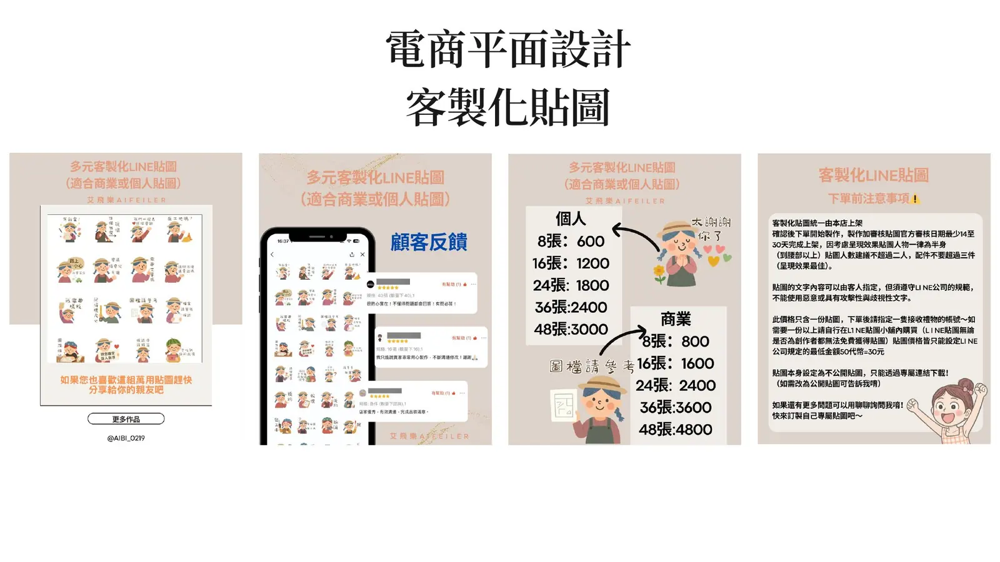 電商平面設計
客製化貼圖
多元客製化LINE貼圖
（適合商業或個人貼圖）
艾飛樂AIFEILER
在工地嗎！
路上
小心
圖檔請參考
如果您也喜歡這組萬用貼圖趕快
分享給你的親友吧
更多作品
@AIBI_0219
多元客製化LINE貼圖
（適合商業或個人貼圖）
顧客反饋
16:37
有幫助 (1)
規格: 40張 (數量下40),1
很熱心實在！不懂得問題都會回答！有問必答！
有幫助 (1)
規格: 16張 (數量下16),1
我只能說賣家非常用心製作，不斷溝通修改！謝謝
有幫助 (1)
店家優秀，有效溝通，完成品很滿意。
艾飛樂AIFEILER
多元客製化LINE貼圖
（適合商業或個人貼圖）
艾飛樂AIFEILER
個人
8張：600
16張：1200
24張: 1800
36張:2400
48張:3000
太謝謝
你了
商業
8張：800
16張：1600
24張: 2400
36張:3600
48張:4800
圖檔請參考
客製化LINE貼圖
下單前注意事項⚠️
客製化貼圖統一由本店上架
確認後下單開始製作，製作加審核貼圖官方審核日期最少14至
30天完成上架，因考慮呈現效果貼圖人物一律為半身
（到腰部以上）貼圖人數建議不超過二人，配件不要超過三件
（呈現效果最佳）。
貼圖的文字內容可以由客人指定，但須遵守LI NE公司的規範，
不能使用惡意或具有攻擊性與歧視性文字。
此價格只含一份貼圖，下單後請指定一隻接收禮物的帳號～如
需要一份以上請自行在L1 NE貼圖小舖內購買（L I NE貼圖無論
是否為創作者都無法免費獲得貼圖）貼圖價格皆只能設定LI NE
公司規定的最低金額50代幣=30元
貼圖本身設定為不公開貼圖，只能透過專屬連結下載！
（如需改為公開貼圖可告訴我唷）
如果還有更多問題可以用聊聊詢問我唷！
快來訂製自己專屬貼圖吧～